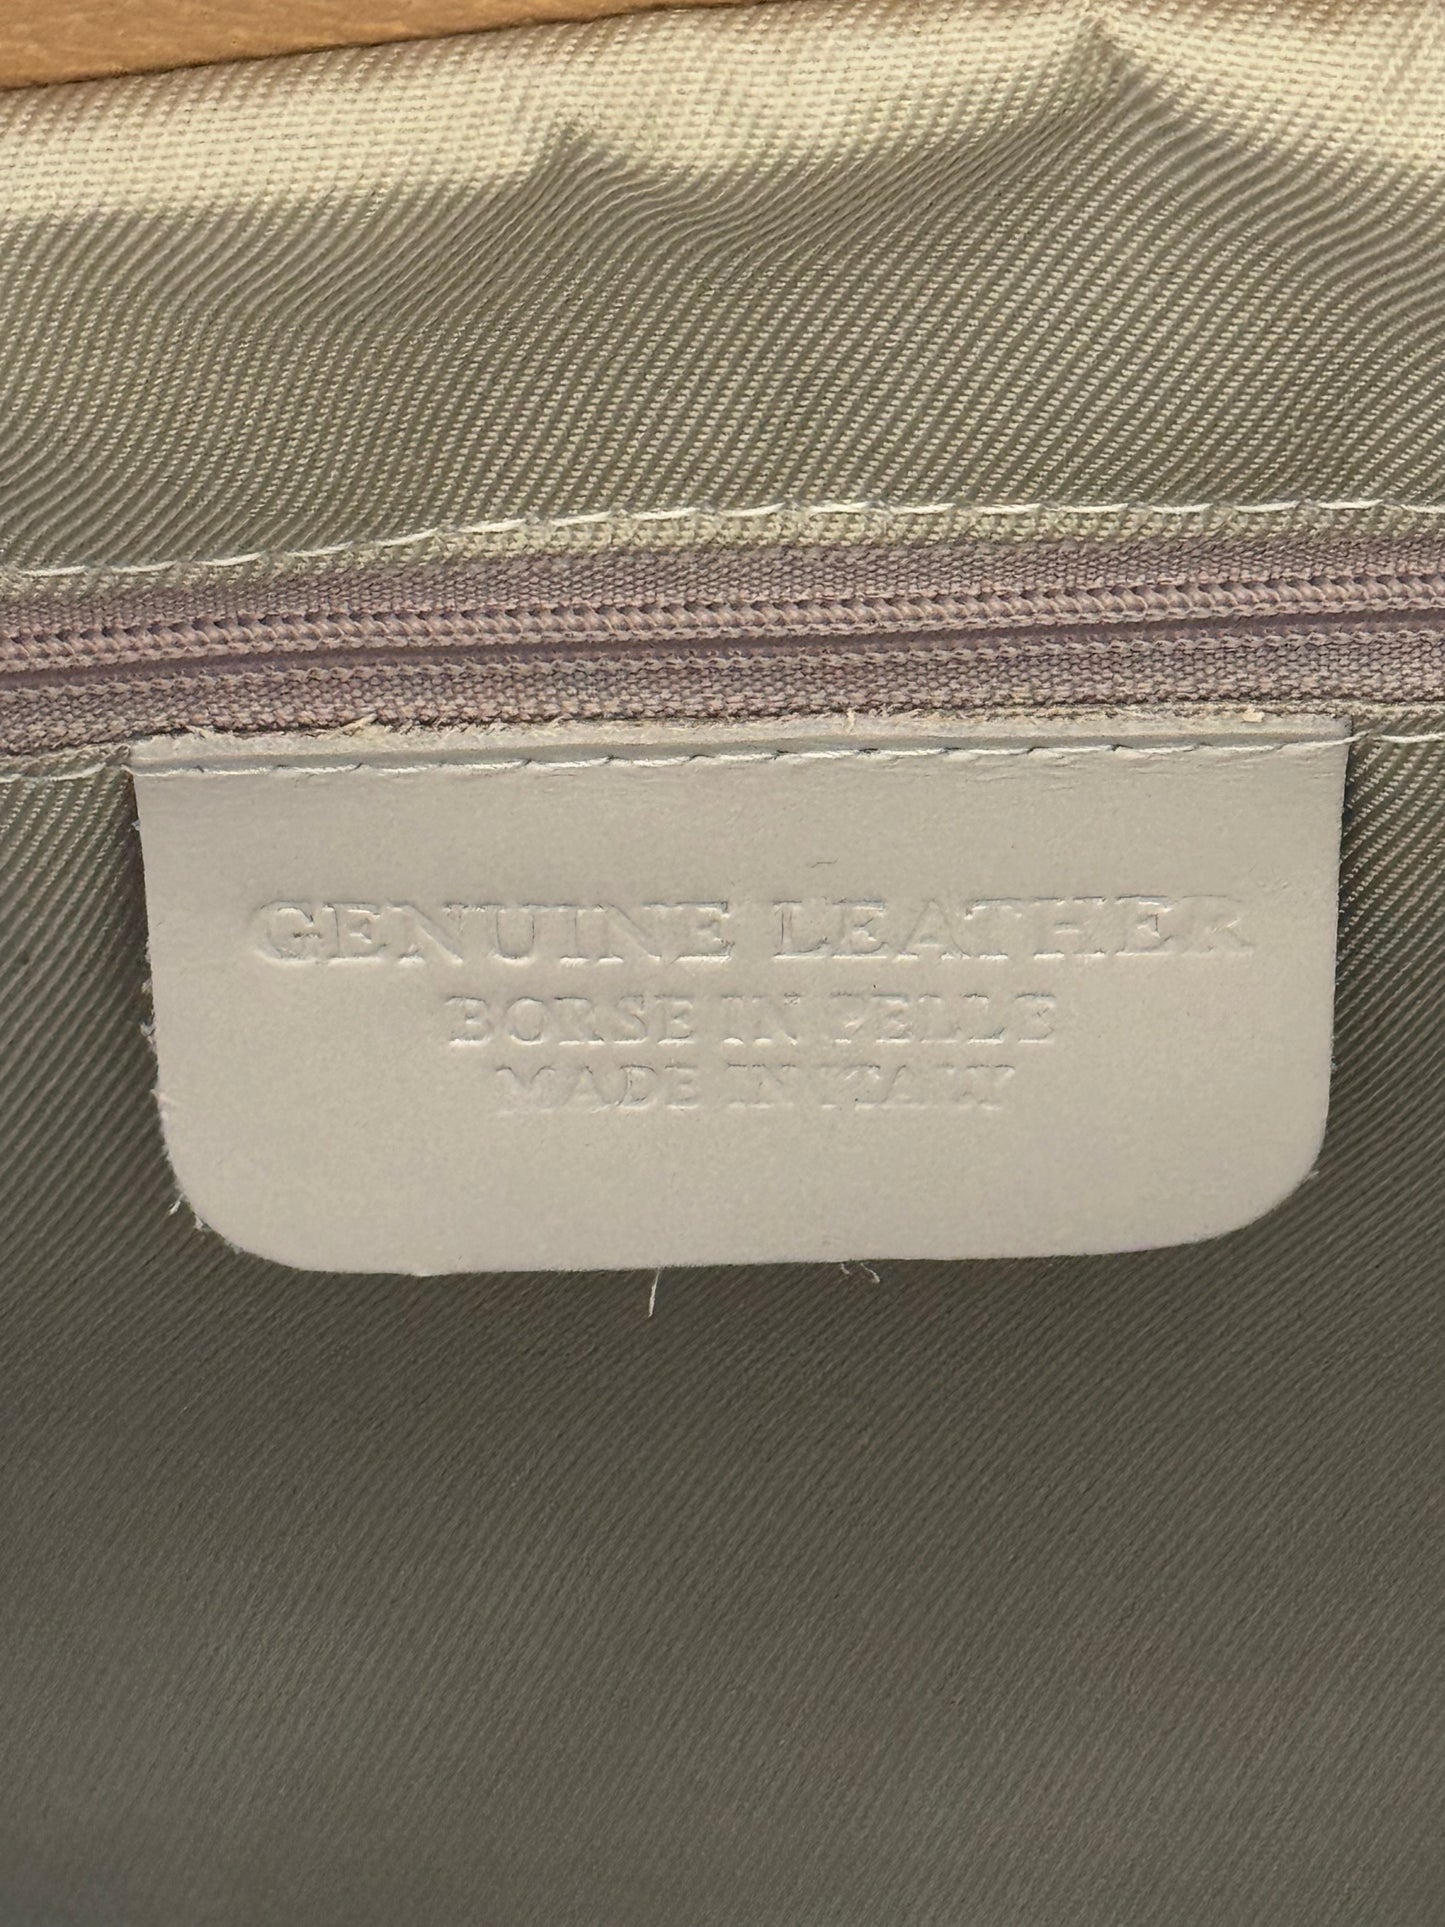 GENUINE LEATHER
BORSE IN PELLE
MADE IN ITALY